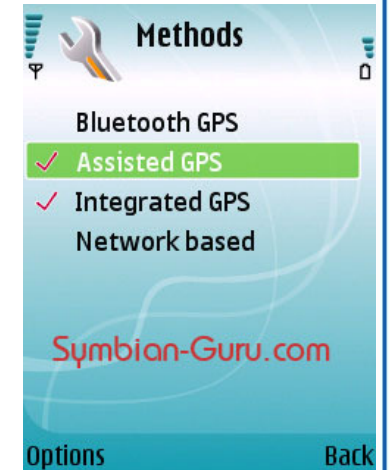 Methods
Bluetooth GPS
Assisted GPS
Integrated GPS
Network based
Symbian-Guru.com
Options Back